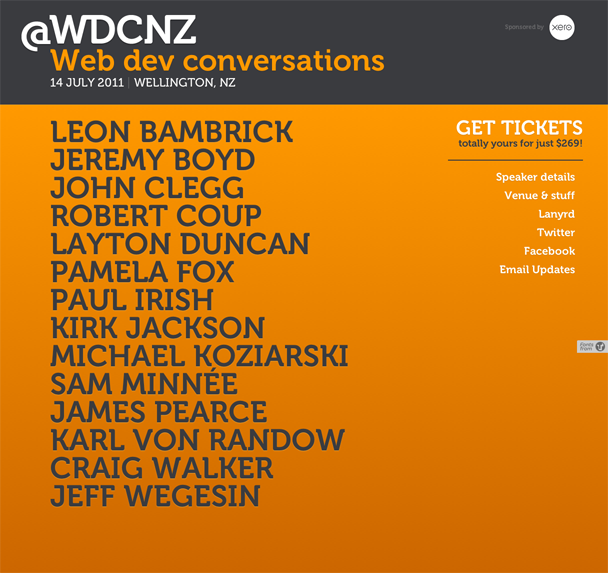 @WDCNZ
Web dev conversations
14 JULY 2011 | WELLINGTON, NZ
Sponsored by xero
LEON BAMBRICK
JEREMY BOYD
JOHN CLEGG
ROBERT COUP
LAYTON DUNCAN
PAMELA FOX
PAUL IRISH
KIRK JACKSON
MICHAEL KOZIARSKI
SAM MINNÉE
JAMES PEARCE
KARL VON RANDOW
CRAIG WALKER
JEFF WEGESIN
GET TICKETS
totally yours for just $269!
Speaker details
Venue & stuff
Lanyrd
Twitter
Facebook
Email Updates
Fonts
from